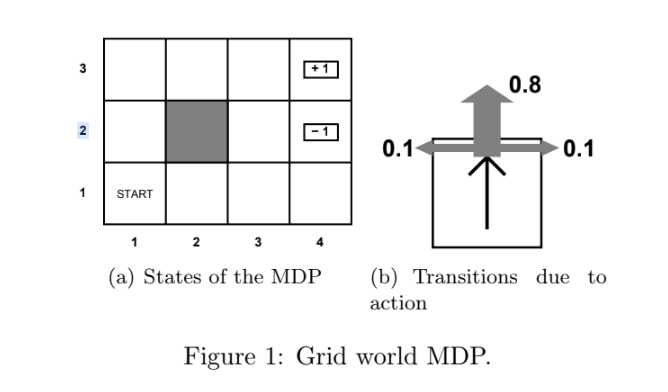 3
+ 1
0.8
2
- 1
0.1
0.1
1
START
1
2
3
4
(a) States of the MDP
(b) Transitions due to
action
Figure 1: Grid world MDP.